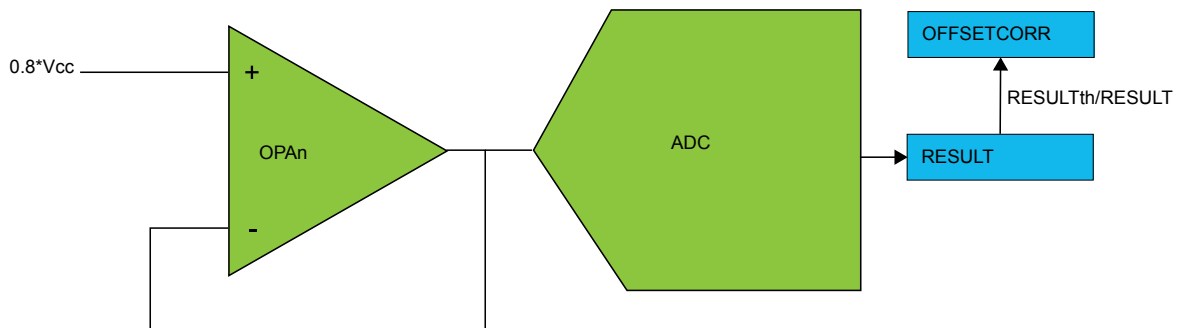 OFFSETCORR
0.8*Vcc
+
RESULTth/RESULT
OPAn
ADC
RESULT
-